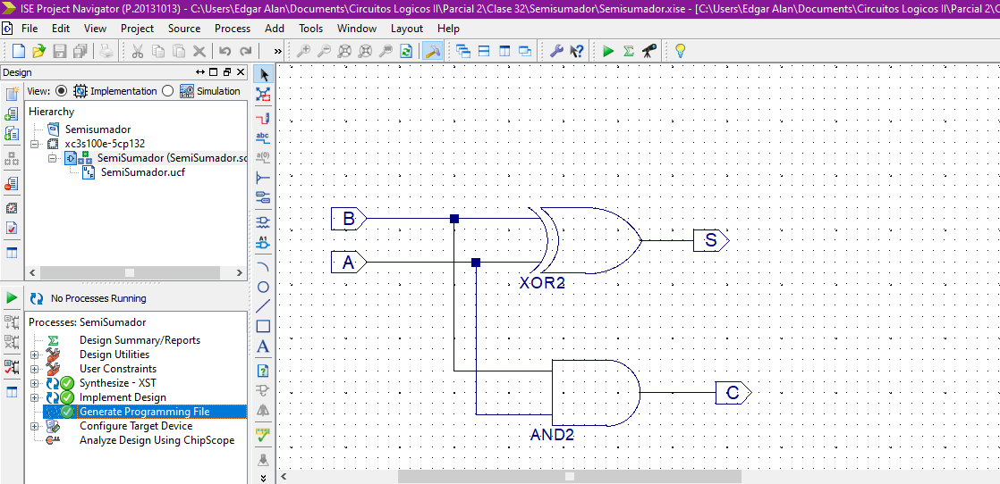 ISE Project Navigator (P.20131013) - C:\Users\Edgar Alan\Documents\Circuitos Logicos II\Parcial 2\Clase 32\Semisumador\Semisumador.xise - [C:\Users\Edgar Alan\Documents\Circuitos Logicos II\Parcial 2\C
File Edit View Project Source Process Add Tools Window Layout Help
Design
View: Implementation Simulation
Hierarchy
Semisumador
xc3s100e-5cp132
SemiSumador (SemiSumador.sc
SemiSumador.ucf
No Processes Running
Processes: SemiSumador
Design Summary/Reports
Design Utilities
User Constraints
Synthesize - XST
Implement Design
Generate Programming File
Configure Target Device
Analyze Design Using ChipScope
abc
a(0)
A1
A
B
A
XOR2
S
AND2
C